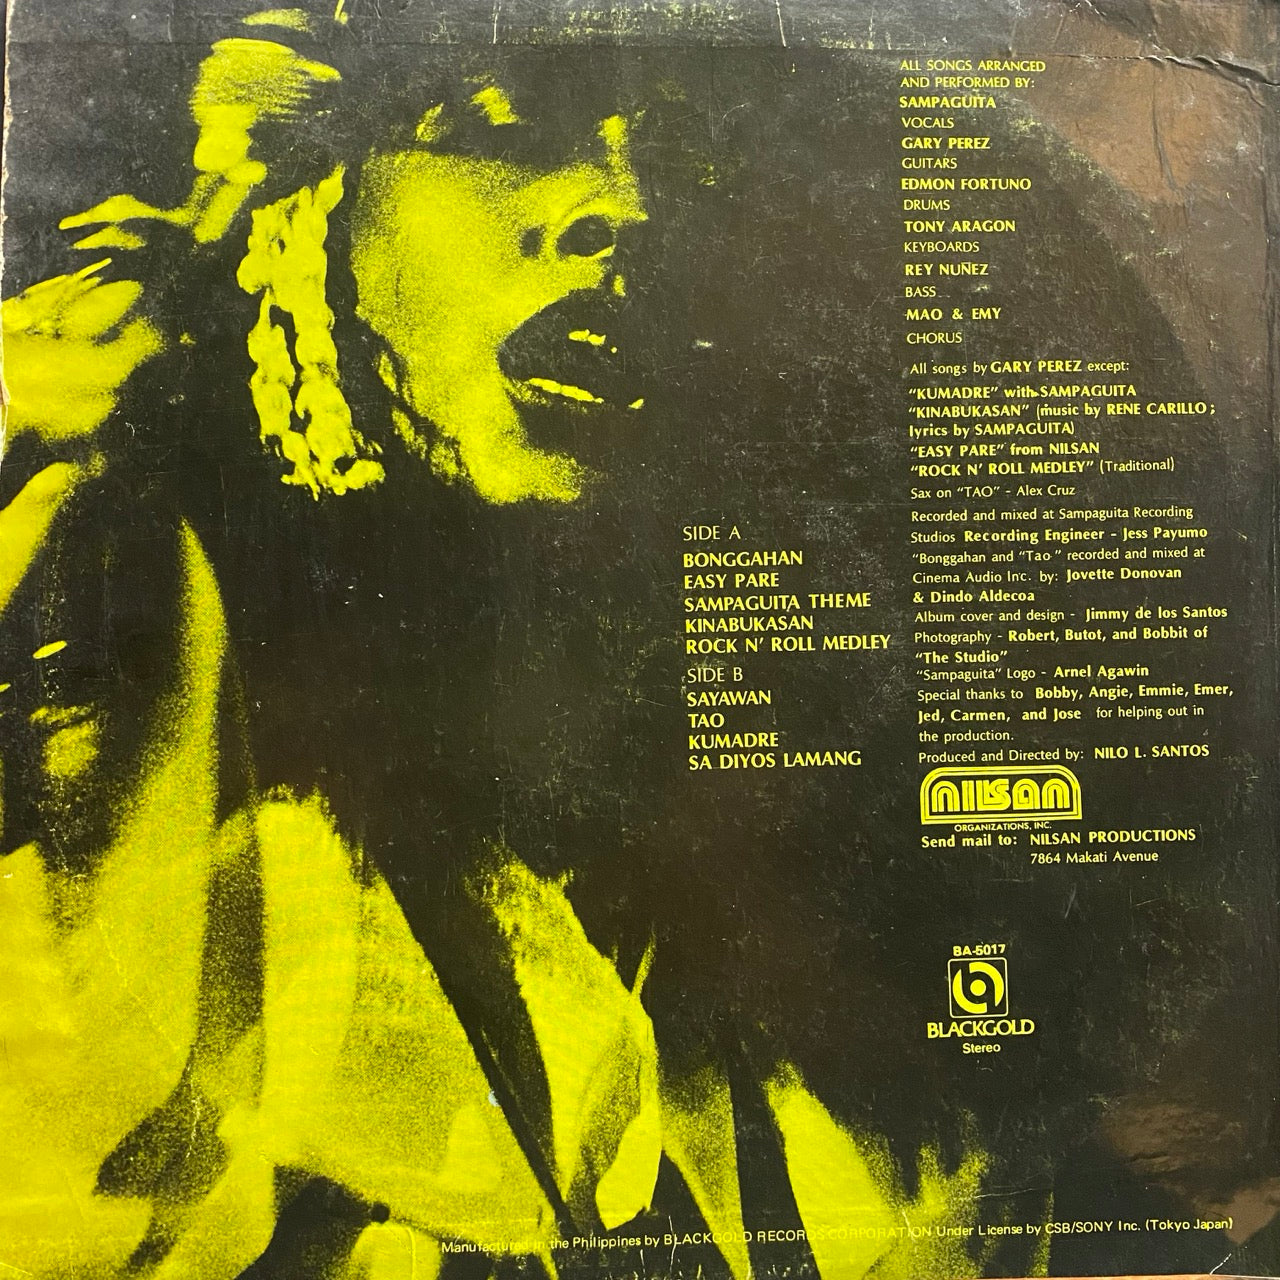 ALL SONGS ARRANGED
AND PERFORMED BY:
SAMPAGUITA
VOCALS
GARY PEREZ
GUITARS
EDMON FORTUNO
DRUMS
TONY ARAGON
KEYBOARDS
REY NUÑEZ
BASS
MAO & EMY
CHORUS
All songs by GARY PEREZ except:
“KUMADRE” with SAMPAGUITA
“KINABUKASAN” (music by RENE CARILLO;
lyrics by SAMPAGUITA)
“EASY PARE” from NILSAN
“ROCK N’ ROLL MEDLEY” (Traditional)
Sax on “TAO” - Alex Cruz
Recorded and mixed at Sampaguita Recording
Studios Recording Engineer - Jess Payumo
“Bonggahan and “Tao” recorded and mixed at
Cinema Audio Inc. by: Jovette Donovan
& Dindo Aldecoa
Album cover and design - Jimmy de los Santos
Photography - Robert, Butot, and Bobbit of
“The Studio”
“Sampaguita” Logo - Arnel Agawin
Special thanks to Bobby, Angie, Emmie, Emer,
Jed, Carmen, and Jose for helping out in
the production.
Produced and Directed by: NILO L. SANTOS
NILSAN
ORGANIZATIONS, INC.
Send mail to: NILSAN PRODUCTIONS
7864 Makati Avenue
SIDE A
BONGGAHAN
EASY PARE
SAMPAGUITA THEME
KINABUKASAN
ROCK N’ ROLL MEDLEY
SIDE B
SAYAWAN
TAO
KUMADRE
SA DIYOS LAMANG
BA-5017
BLACKGOLD
Stereo
Manufactured in the Philippines by BLACKGOLD RECORDS CORPORATION Under License by CSB/SONY Inc. (Tokyo Japan)